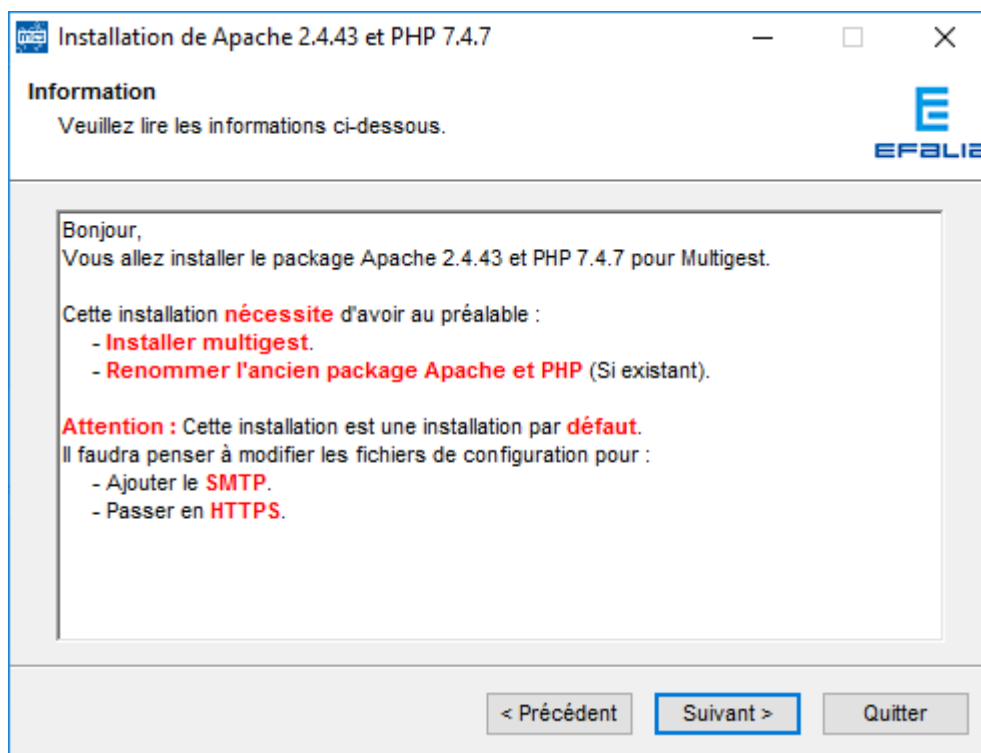 Installation de Apache 2.4.43 et PHP 7.4.7
Information
Veuillez lire les informations ci-dessous.
EFALIA
Bonjour,
Vous allez installer le package Apache 2.4.43 et PHP 7.4.7 pour Multigest.
Cette installation nécessite d'avoir au préalable :
- Installer multigest.
- Renommer l'ancien package Apache et PHP (Si existant).
Attention : Cette installation est une installation par défaut.
Il faudra penser à modifier les fichiers de configuration pour :
- Ajouter le SMTP.
- Passer en HTTPS.
< Précédent
Suivant >
Quitter